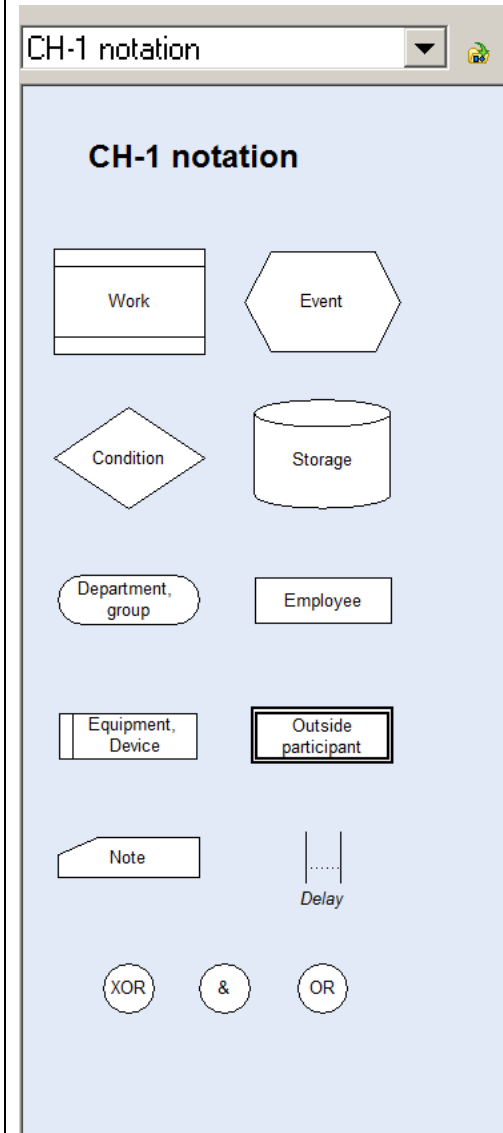 CH-1 notation
CH-1 notation
Work
Event
Condition
Storage
Department,
group
Employee
Equipment,
Device
Outside
participant
Note
Delay
XOR
&
OR